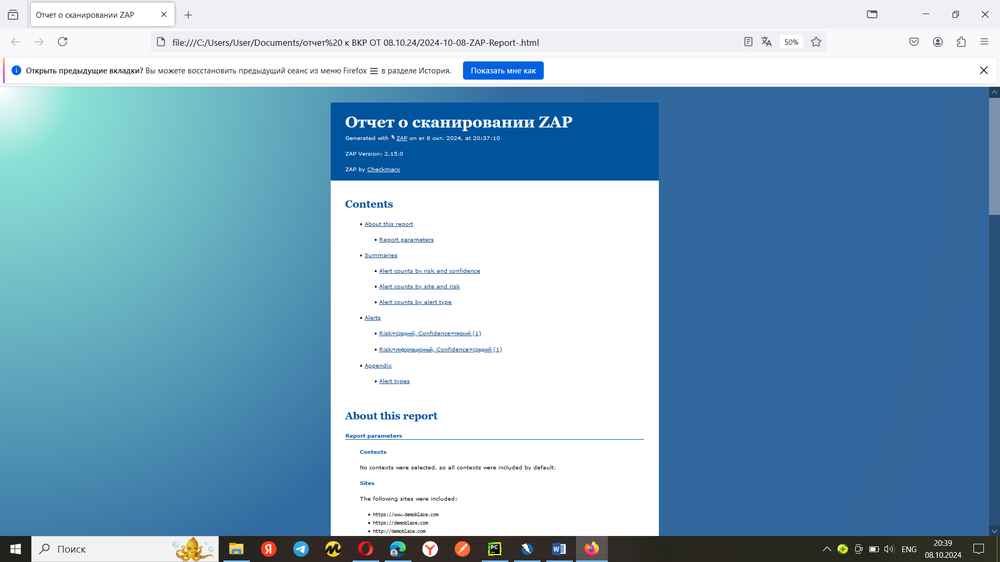 Отчет о сканировании ZAP
file:///C:/Users/User/Documents/отчет%20 к ВКР ОТ 08.10.24/2024-10-08-ZAP-Report-.html
50%
Открыть предыдущие вкладки? Вы можете восстановить предыдущий сеанс из меню Firefox в разделе История.
Показать мне как
Отчет о сканировании ZAP
Generated with ZAP on вт 8 окт. 2024, at 20:37:10
ZAP Version: 2.15.0
ZAP by Checkmarx
Contents
About this report
Report parameters
Summaries
Alert counts by risk and confidence
Alert counts by site and risk
Alert counts by alert type
Alerts
Risk=Средний, Confidence=Низкий (1)
Risk=Информационный, Confidence=Средний (1)
Appendix
Alert types
About this report
Report parameters
Contexts
No contexts were selected, so all contexts were included by default.
Sites
The following sites were included:
https://www.demoblaze.com
https://demoblaze.com
http://demoblaze.com
Поиск
Я
Y
PC
W
ENG
20:39
08.10.2024